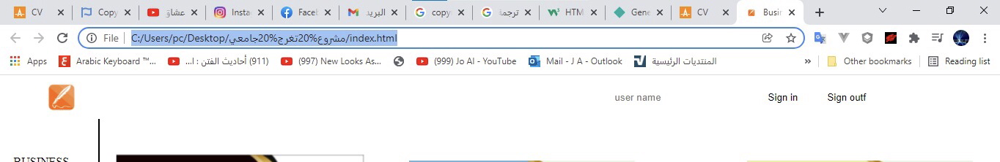 CV Copy عشاق Insta Facel البريد copy ترجمة HTM Gene CV Busin
File C:/Users/pc/Desktop/مشروع%20تغرج%20جامعي/index.html
Apps Arabic Keyboard ™... (911) أحاديث الفتن : ا... (997) New Looks As... (999) Jo Al - YouTube Mail - J A - Outlook المنتديات الرئيسية » Other bookmarks Reading list
user name Sign in Sign outf
BUSINESS